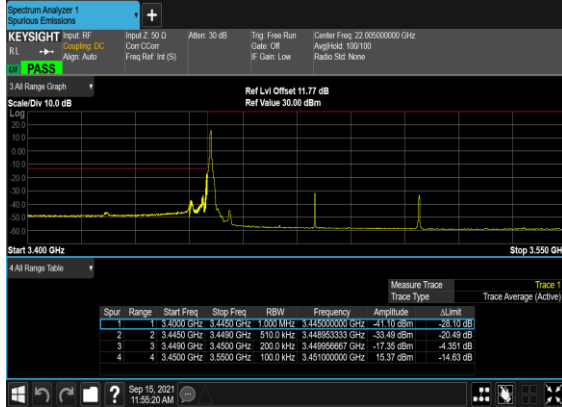 Spectrum Analyzer 1
Spurious Emissions
+
KEYSIGHT Input: RF Input Z: 50 Ω Atten: 30 dB Trig: Free Run Center Freq: 22.005000000 GHz
RL Coupling: DC Corr CCorr Gate: Off Avg|Hold: 100/100
Align: Auto Freq Ref: Int (S) IF Gain: Low Radio Std: None
PASS
3 All Range Graph Ref Lvl Offset 11.77 dB
Scale/Div 10.0 dB Ref Value 30.00 dBm
Log
20.0
10.0
0.00
-10.0
-20.0
-30.0
-40.0
-50.0
-60.0
Start 3.400 GHz Stop 3.550 GH
4 All Range Table
Measure Trace Trace 1
Trace Type Trace Average (Active)
Spur Range Start Freq Stop Freq RBW Frequency Amplitude ΔLimit
1 1 3.4000 GHz 3.4450 GHz 1.000 MHz 3.445000000 GHz -41.10 dBm -28.10 dB
2 2 3.4450 GHz 3.4490 GHz 510.0 kHz 3.448953333 GHz -33.49 dBm -20.49 dB
3 3 3.4490 GHz 3.4500 GHz 200.0 kHz 3.449956667 GHz -17.35 dBm -4.351 dB
4 4 3.4500 GHz 3.5500 GHz 100.0 kHz 3.451000000 GHz 15.37 dBm -14.63 dB
? Sep 15, 2021
11:55:20 AM